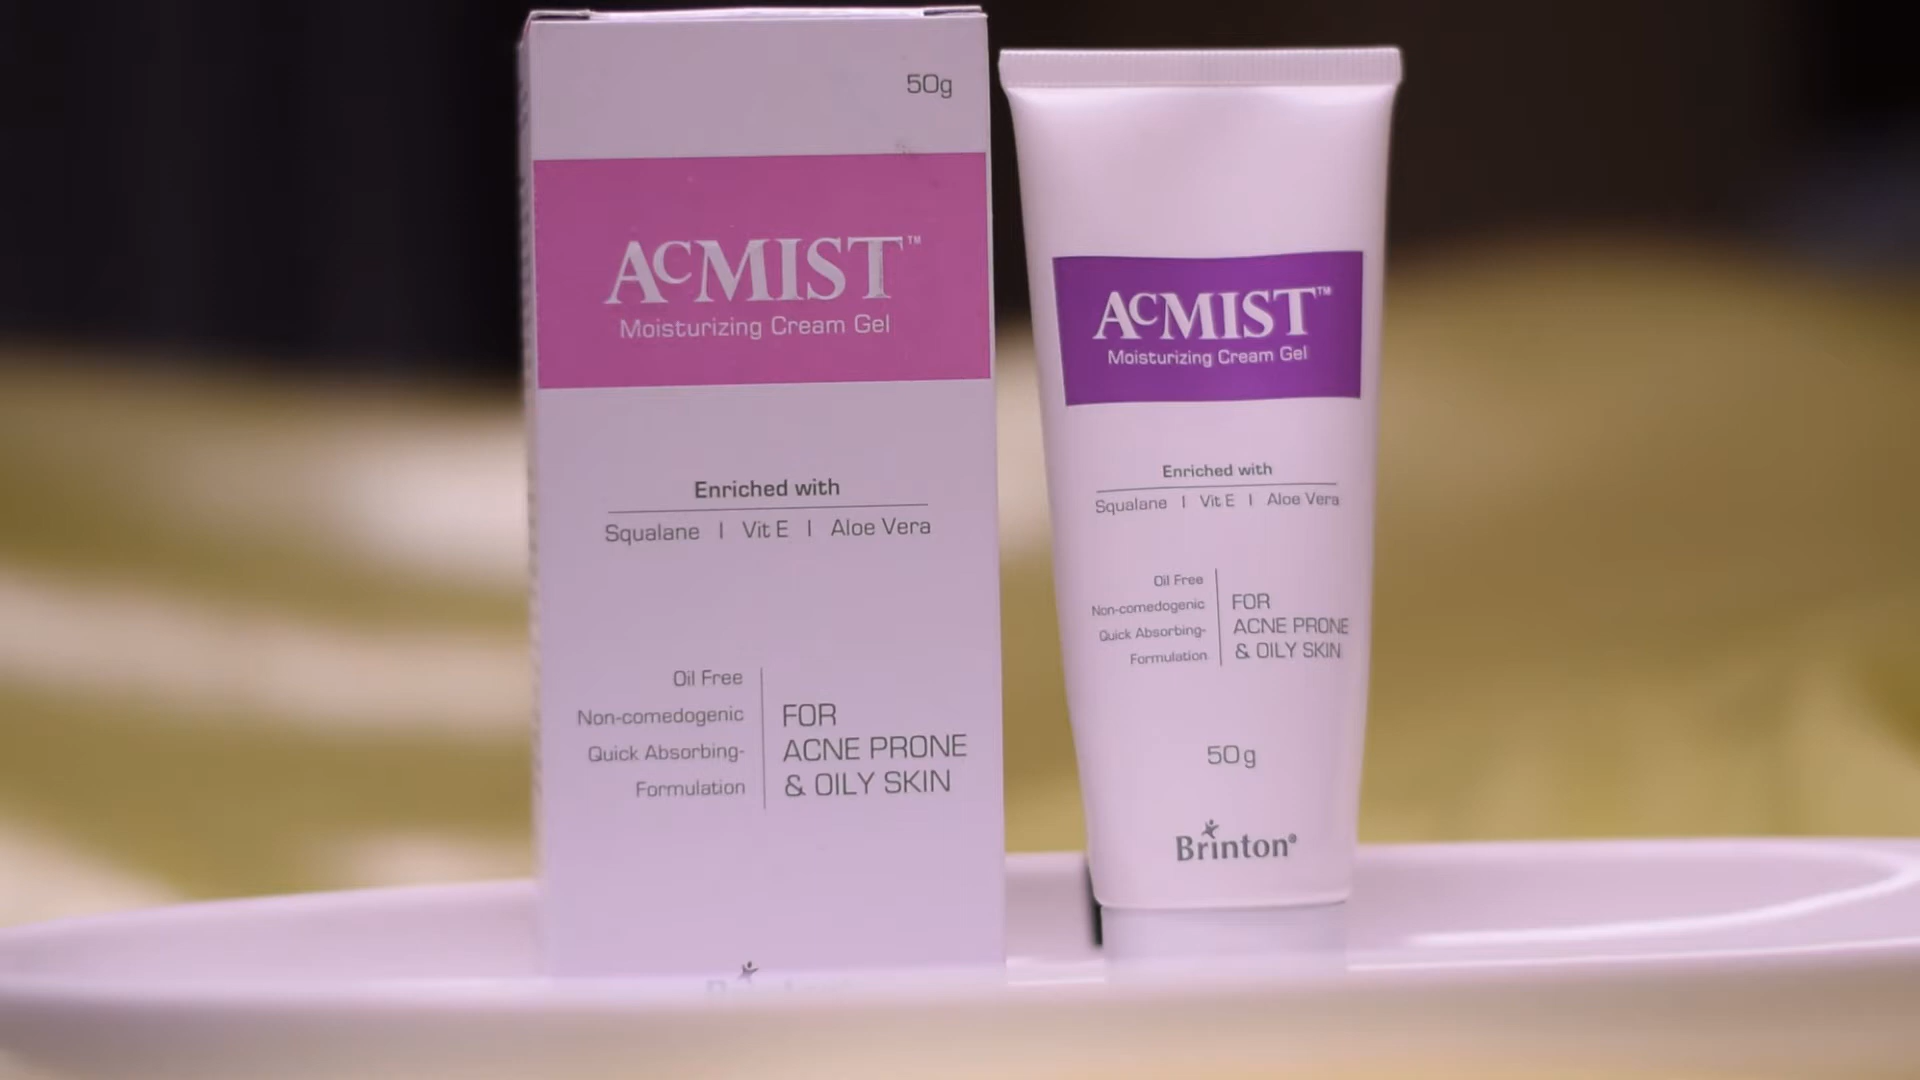 50g
ACMIST™
Moisturizing Cream Gel
Enriched with
Squalane | Vit E | Aloe Vera
Oil Free
Non-comedogenic
Quick Absorbing-
Formulation
FOR
ACNE PRONE
& OILY SKIN
ACMIST™
Moisturizing Cream Gel
Enriched with
Squalane | Vit E | Aloe Vera
Oil Free
Non-comedogenic
Quick Absorbing-
Formulation
FOR
ACNE PRONE
& OILY SKIN
50g
Brinton®